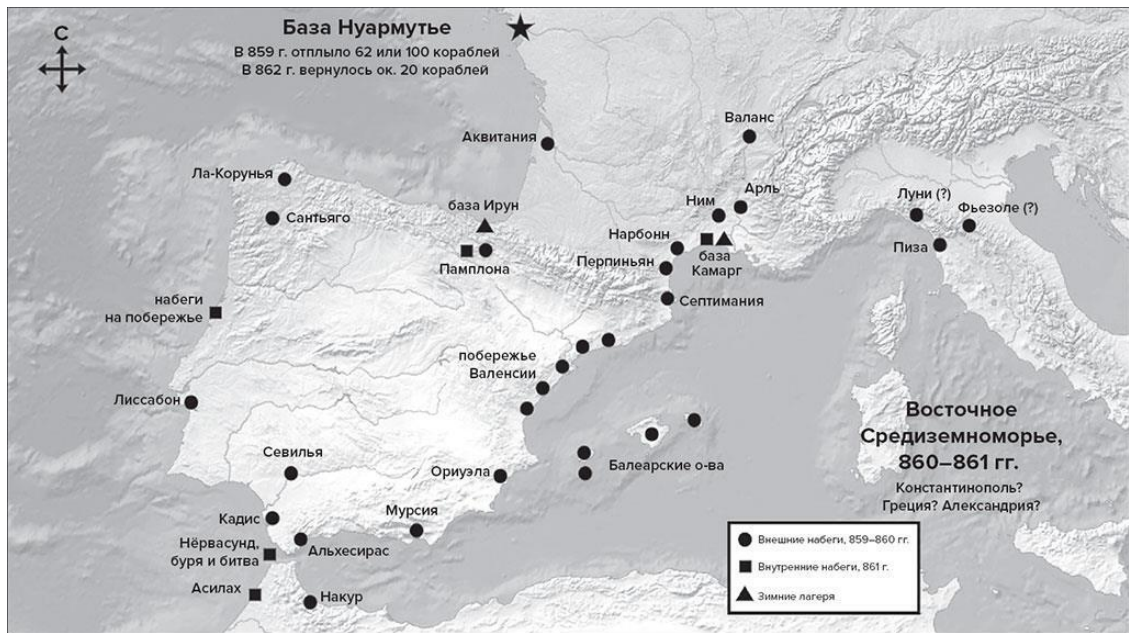 База Нуармутье
В 859 г. отплыло 62 или 100 кораблей
В 862 г. вернулось ок. 20 кораблей
С
Аквитания
Валанс
Ла-Корунья
Сантьяго
база Ирун
Памплона
Ним
Арль
Нарбонн
Перпиньян
база
Камарг
Септимания
Луни (?)
Фьезоле (?)
Пиза
набеги
на побережье
побережье
Валенсии
Лиссабон
Севилья
Ориуэла
Балеарские о-ва
Кадис
Мурсия
Альхесирас
Нёрвасунд,
буря и битва
Асилах
Накур
Восточное
Средиземноморье,
860–861 гг.
Константинополь?
Греция? Александрия?
Внешние набеги, 859–860 гг.
Внутренние набеги, 861 г.
Зимние лагеря